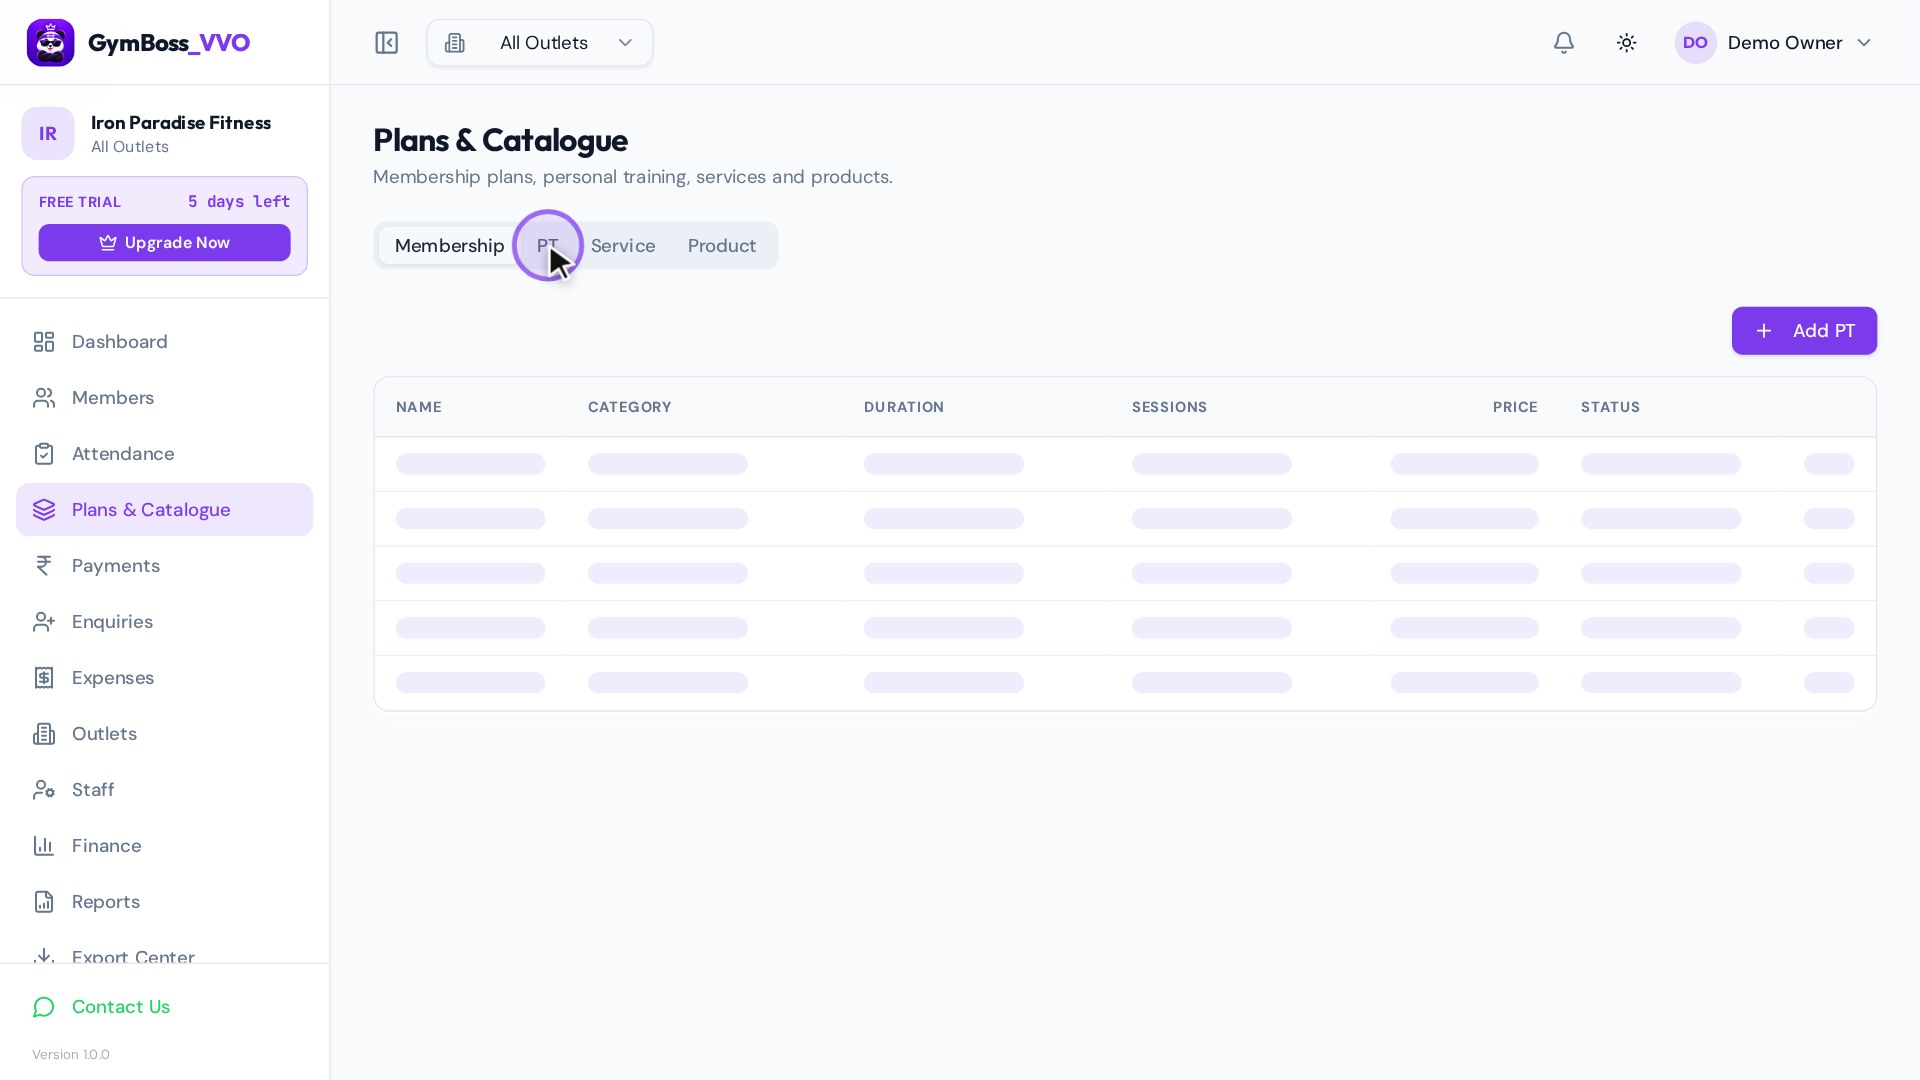 GymBoss_VVO
All Outlets
DO Demo Owner
IR Iron Paradise Fitness
All Outlets
FREE TRIAL 5 days left
Upgrade Now
Dashboard
Members
Attendance
Plans & Catalogue
Payments
Enquiries
Expenses
Outlets
Staff
Finance
Reports
Export Center
Contact Us
Version 1.0.0
Plans & Catalogue
Membership plans, personal training, services and products.
Membership PT Service Product
Add PT
NAME CATEGORY DURATION SESSIONS PRICE STATUS